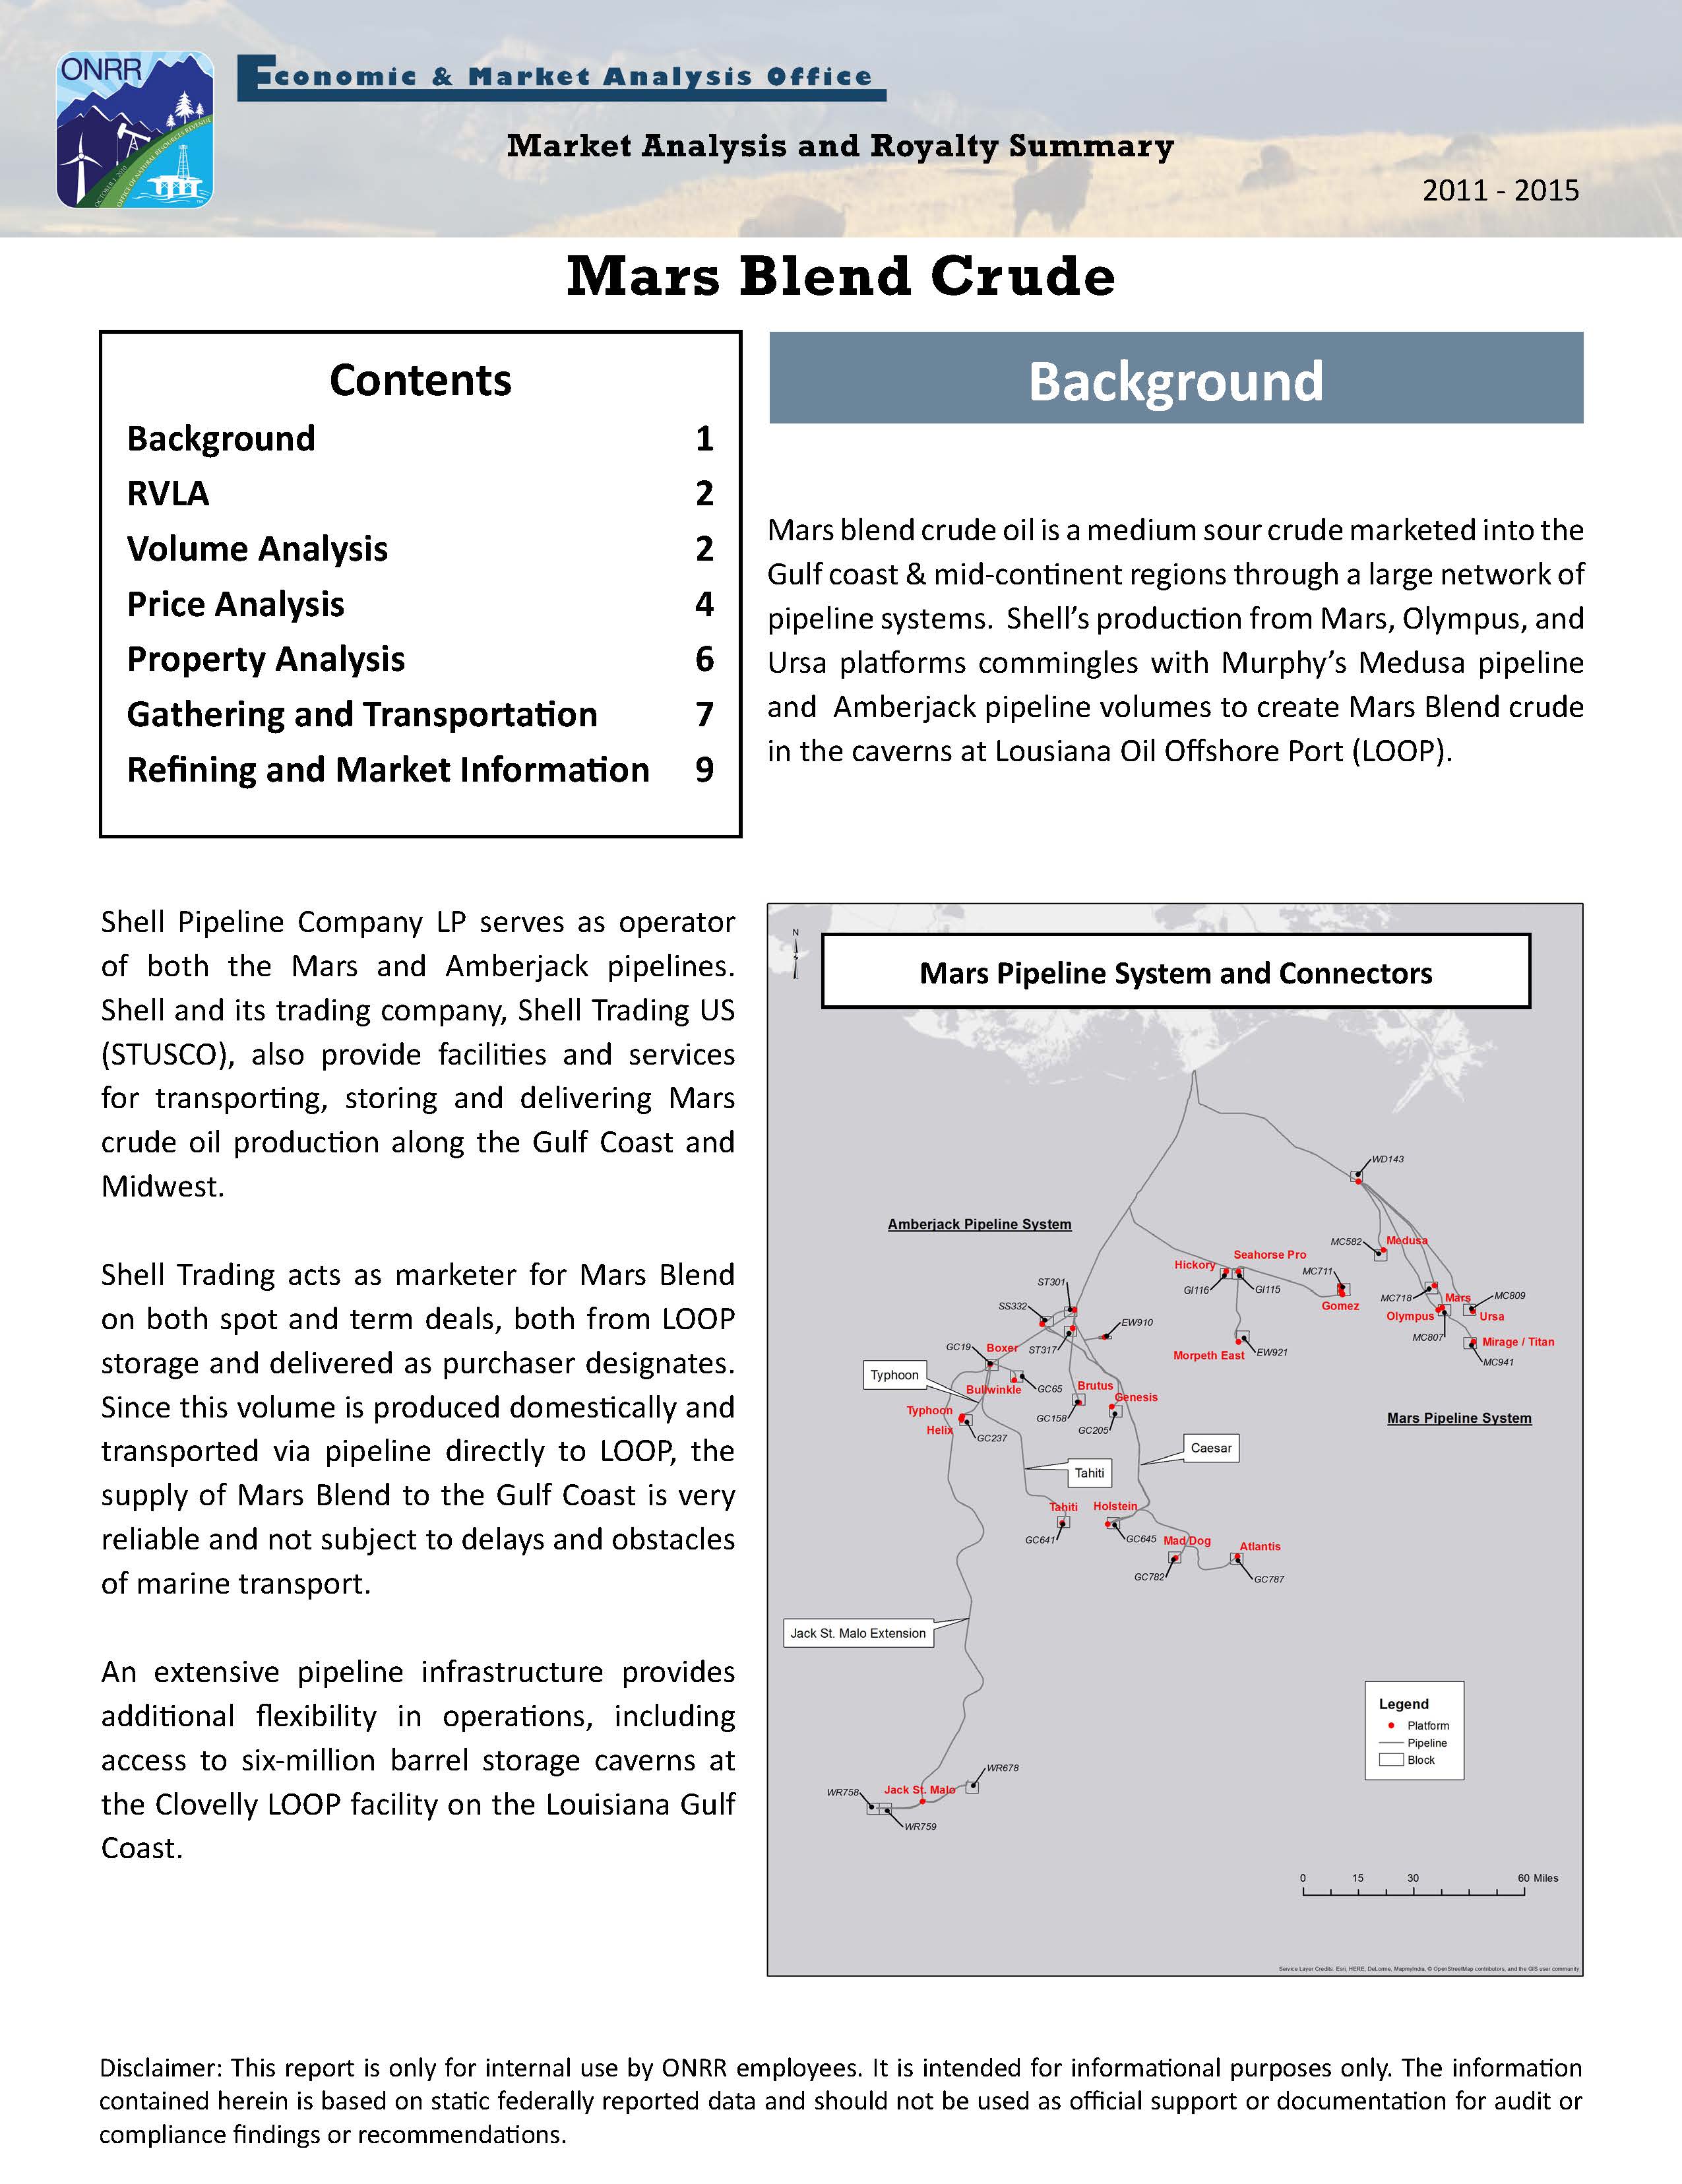 ONRR
OCTOBER 1, 2010
OFFICE OF NATURAL RESOURCES REVENUE
TM
Economic & Market Analysis Office
Market Analysis and Royalty Summary
2011 - 2015
Mars Blend Crude
Contents
Background 1
RVLA 2
Volume Analysis 2
Price Analysis 4
Property Analysis 6
Gathering and Transportation 7
Refining and Market Information 9
Background
Mars blend crude oil is a medium sour crude marketed into the
Gulf coast & mid-continent regions through a large network of
pipeline systems. Shell’s production from Mars, Olympus, and
Ursa platforms commingles with Murphy’s Medusa pipeline
and Amberjack pipeline volumes to create Mars Blend crude
in the caverns at Lousiana Oil Offshore Port (LOOP).
Shell Pipeline Company LP serves as operator
of both the Mars and Amberjack pipelines.
Shell and its trading company, Shell Trading US
(STUSCO), also provide facilities and services
for transporting, storing and delivering Mars
crude oil production along the Gulf Coast and
Midwest.
Shell Trading acts as marketer for Mars Blend
on both spot and term deals, both from LOOP
storage and delivered as purchaser designates.
Since this volume is produced domestically and
transported via pipeline directly to LOOP, the
supply of Mars Blend to the Gulf Coast is very
reliable and not subject to delays and obstacles
of marine transport.
An extensive pipeline infrastructure provides
additional flexibility in operations, including
access to six-million barrel storage caverns at
the Clovelly LOOP facility on the Louisiana Gulf
Coast.
N
Mars Pipeline System and Connectors
WD143
Amberjack Pipeline System
MC582
Medusa
Seahorse Pro
Hickory
MC711
GI116
GI115
ST301
SS332
Gomez
MC718
Mars
MC809
Olympus
Ursa
EW910
MC807
Mirage / Titan
GC19
Boxer
ST317
Morpeth East
EW921
MC941
Typhoon
Bullwinkle
GC65
Brutus
Genesis
Typhoon
GC158
GC205
Mars Pipeline System
Helix
GC237
Caesar
Tahiti
Tahiti
Holstein
GC641
GC645
Mad Dog
Atlantis
GC782
GC787
Jack St. Malo Extension
Legend
Platform
Pipeline
Block
WR678
WR758
Jack St. Malo
WR759
0 15 30 60 Miles
Service Layer Credits: Esri, HERE, DeLorme, MapmyIndia, © OpenStreetMap contributors, and the GIS user community
Disclaimer: This report is only for internal use by ONRR employees. It is intended for informational purposes only. The information
contained herein is based on static federally reported data and should not be used as official support or documentation for audit or
compliance findings or recommendations.